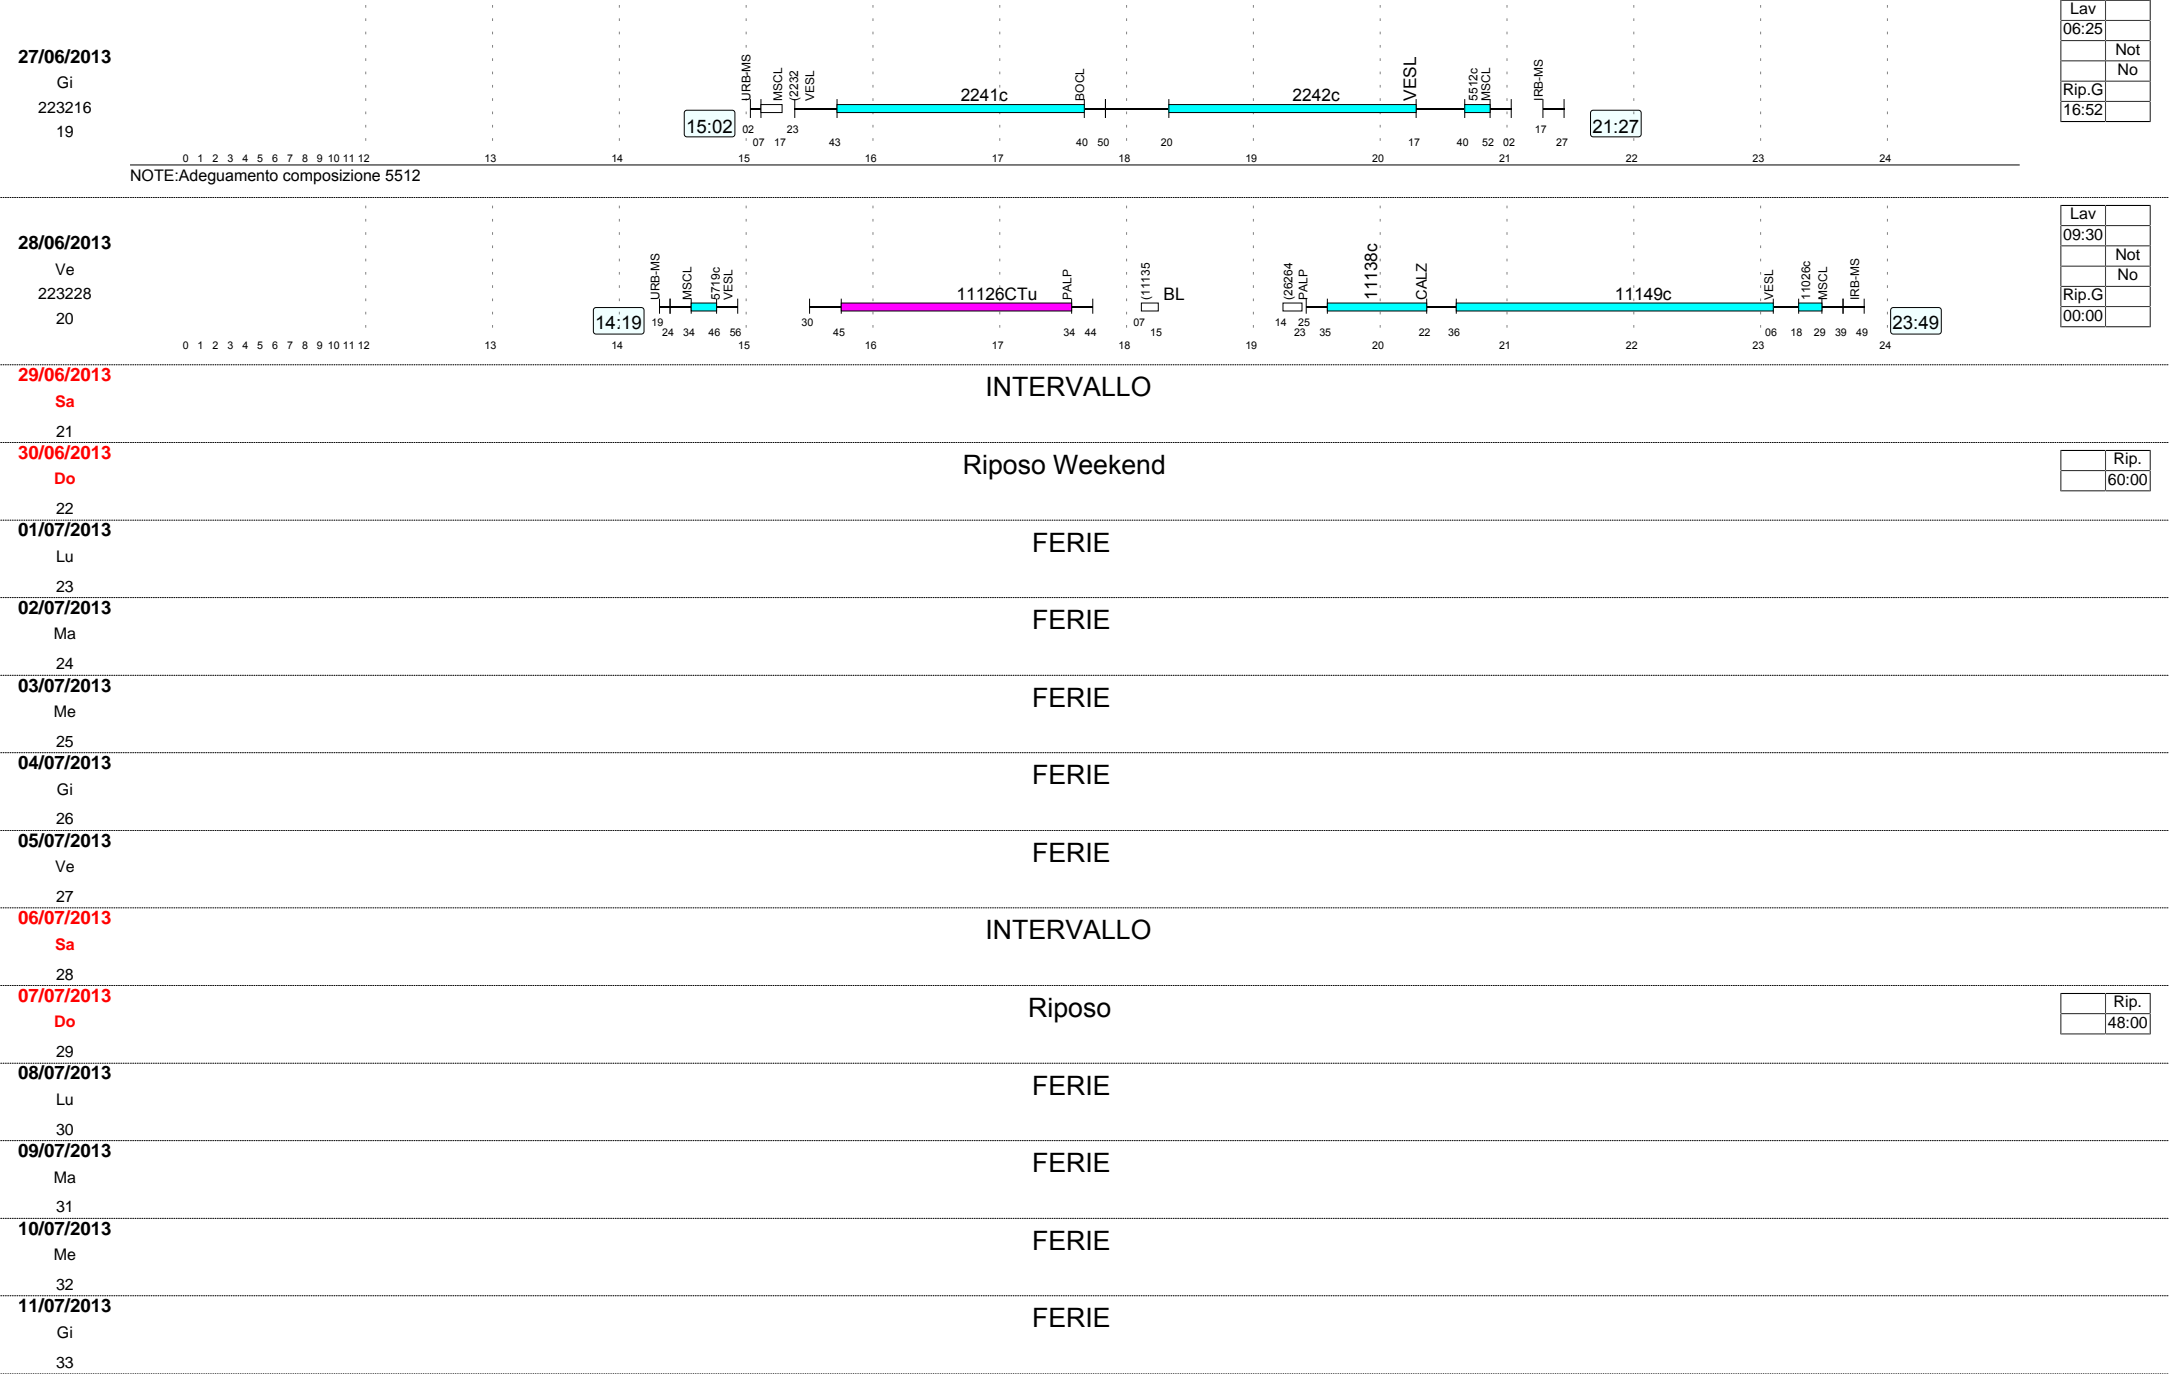 Lav
06:25
Not
No
Rip.G
16:52
27/06/2013
Gi
223216
19
15:02
URB-MS
MSCL
(2232
VESL
2241c
BOCL
2242c
VESL
5512c
MSCL
IRB-MS
21:27
02 07 17 23 43 40 50 20 17 40 52 02 17 27
0 1 2 3 4 5 6 7 8 9 10 11 12 13 14 15 16 17 18 19 20 21 22 23 24
NOTE:Adeguamento composizione 5512
Lav
09:30
Not
No
Rip.G
00:00
28/06/2013
Ve
223228
20
14:19
URB-MS
MSCL
5719c
VESL
11126CTu
PALP
(11135
BL
(26264
PALP
11138c
CALZ
11149c
VESL
11026c
MSCL
IRB-MS
23:49
19 24 34 46 56 30 45 34 44 07 15 14 23 25 35 22 36 06 18 29 39 49
0 1 2 3 4 5 6 7 8 9 10 11 12 13 14 15 16 17 18 19 20 21 22 23 24
29/06/2013
Sa
21
INTERVALLO
30/06/2013
Do
22
Riposo Weekend
Rip.
60:00
01/07/2013
Lu
23
FERIE
02/07/2013
Ma
24
FERIE
03/07/2013
Me
25
FERIE
04/07/2013
Gi
26
FERIE
05/07/2013
Ve
27
FERIE
06/07/2013
Sa
28
INTERVALLO
07/07/2013
Do
29
Riposo
Rip.
48:00
08/07/2013
Lu
30
FERIE
09/07/2013
Ma
31
FERIE
10/07/2013
Me
32
FERIE
11/07/2013
Gi
33
FERIE